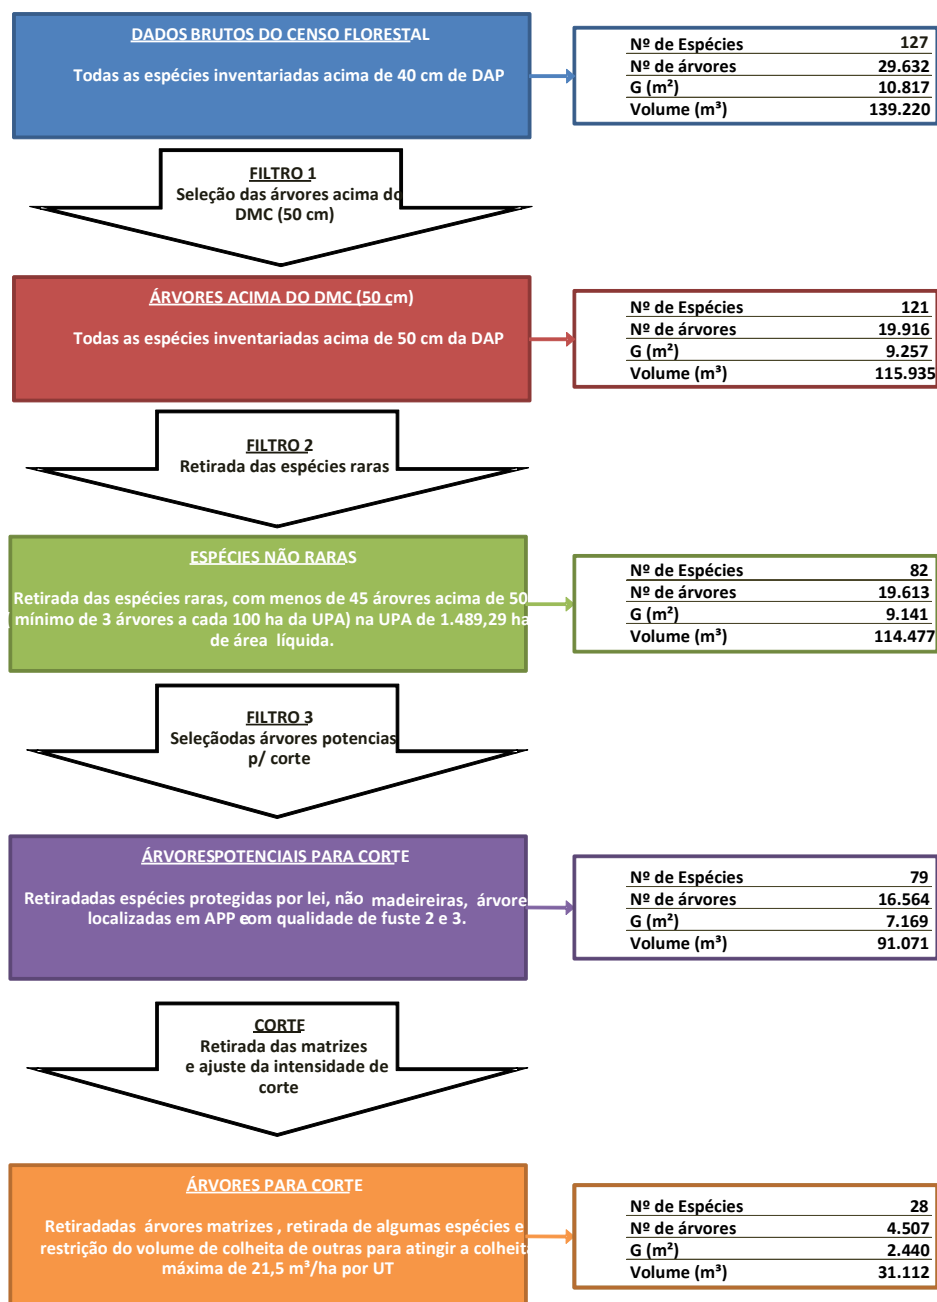 DADOS BRUTOS DO CENSO FLORESTAL
Todas as espécies inventariadas acima de 40 cm de DAP
Nº de Espécies 127
Nº de árvores 29.632
G (m²) 10.817
Volume (m³) 139.220
FILTRO 1
Seleção das árvores acima do
DMC (50 cm)
ÁRVORES ACIMA DO DMC (50 cm)
Todas as espécies inventariadas acima de 50 cm da DAP
Nº de Espécies 121
Nº de árvores 19.916
G (m²) 9.257
Volume (m³) 115.935
FILTRO 2
Retirada das espécies raras
ESPÉCIES NÃO RARAS
Retirada das espécies raras, com menos de 45 árovres acima de 50
( mínimo de 3 árvores a cada 100 ha da UPA) na UPA de 1.489,29 ha
de área líquida.
Nº de Espécies 82
Nº de árvores 19.613
G (m²) 9.141
Volume (m³) 114.477
FILTRO 3
Seleçãodas árvores potencias
p/ corte
ÁRVORESPOTENCIAIS PARA CORTE
Retiradadas espécies protegidas por lei, não madeireiras, árvore
localizadas em APP e com qualidade de fuste 2 e 3.
Nº de Espécies 79
Nº de árvores 16.564
G (m²) 7.169
Volume (m³) 91.071
CORTE
Retirada das matrizes
e ajuste da intensidade de
corte
ÁRVORES PARA CORTE
Retiradadas árvores matrizes , retirada de algumas espécies e
restrição do volume de colheita de outras para atingir a colheita
máxima de 21,5 m³/ha por UT
Nº de Espécies 28
Nº de árvores 4.507
G (m²) 2.440
Volume (m³) 31.112